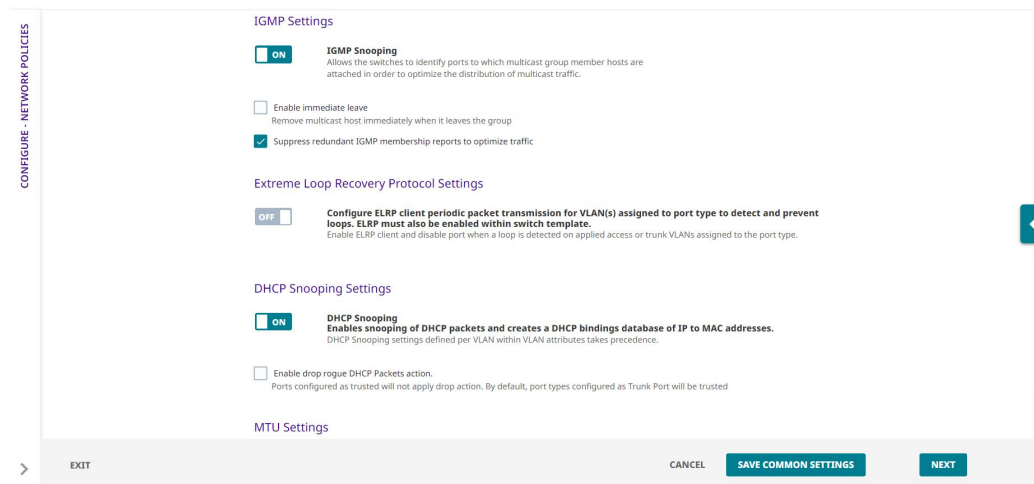 CONFIGURE - NETWORK POLICIES
IGMP Settings
ON
IGMP Snooping
Allows the switches to identify ports to which multicast group member hosts are
attached in order to optimize the distribution of multicast traffic.
Enable immediate leave
Remove multicast host immediately when it leaves the group
Suppress redundant IGMP membership reports to optimize traffic
Extreme Loop Recovery Protocol Settings
OFF
Configure ELRP client periodic packet transmission for VLAN(s) assigned to port type to detect and prevent
loops. ELRP must also be enabled within switch template.
Enable ELRP client and disable port when a loop is detected on applied access or trunk VLANs assigned to the port type.
DHCP Snooping Settings
ON
DHCP Snooping
Enables snooping of DHCP packets and creates a DHCP bindings database of IP to MAC addresses.
DHCP Snooping settings defined per VLAN within VLAN attributes takes precedence.
Enable drop rogue DHCP Packets action.
Ports configured as trusted will not apply drop action. By default, port types configured as Trunk Port will be trusted
MTU Settings
EXIT
CANCEL
SAVE COMMON SETTINGS
NEXT